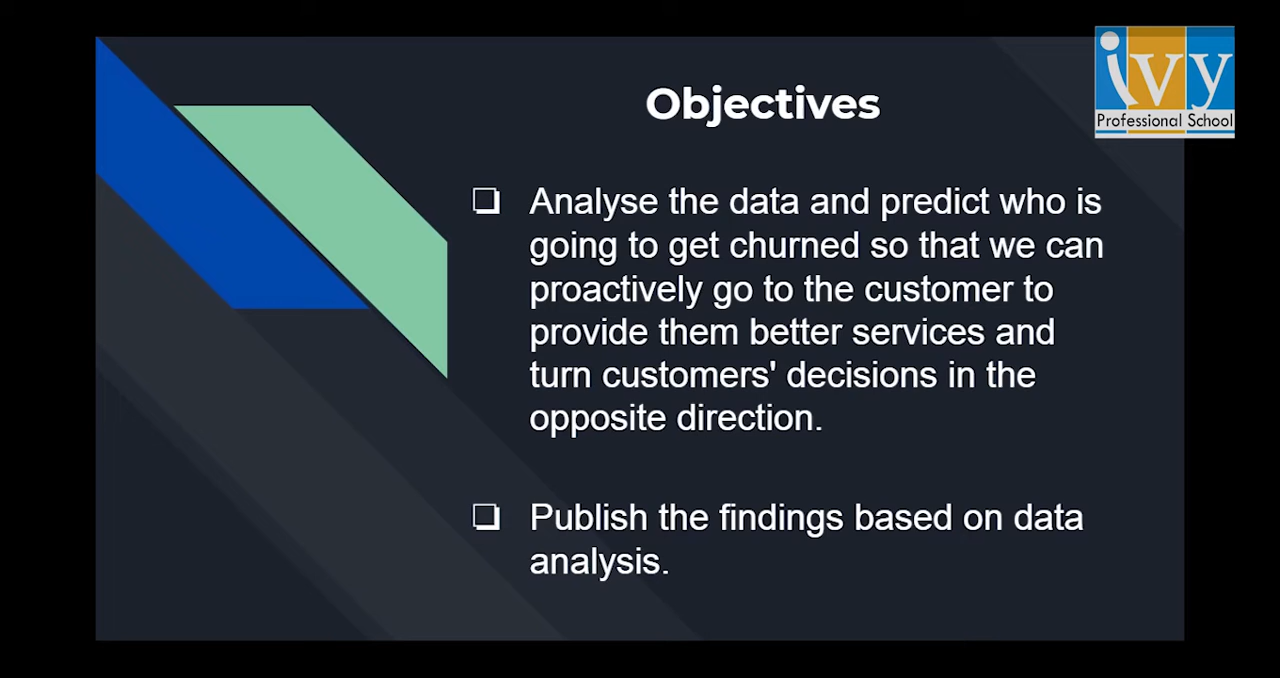 ivy
Professional School
Objectives
❏ Analyse the data and predict who is
going to get churned so that we can
proactively go to the customer to
provide them better services and
turn customers' decisions in the
opposite direction.
❏ Publish the findings based on data
analysis.